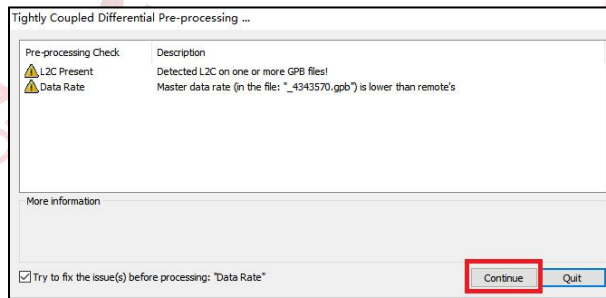 Tightly Coupled Differential Pre-processing ...
Pre-processing Check Description
L2C Present Detected L2C on one or more GPB files!
Data Rate Master data rate (in the file: "_4343570.gpb") is lower than remote's
More information
Try to fix the issue(s) before processing: "Data Rate" Continue Quit